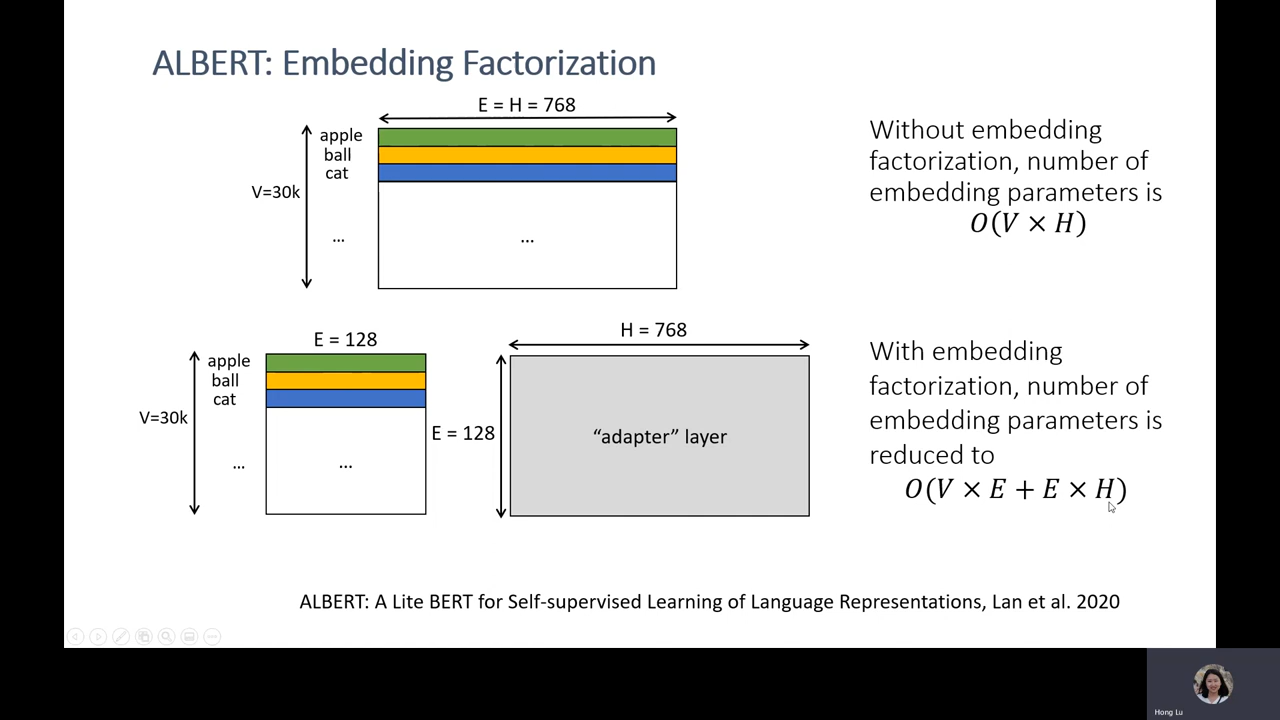 ALBERT: Embedding Factorization
E = H = 768
apple
ball
cat
V=30k
...
...
Without embedding
factorization, number of
embedding parameters is
O(V × H)
E = 128
apple
ball
cat
V=30k
...
...
H = 768
E = 128
“adapter” layer
With embedding
factorization, number of
embedding parameters is
reduced to
O(V × E + E × H)
ALBERT: A Lite BERT for Self-supervised Learning of Language Representations, Lan et al. 2020
Hong Lu